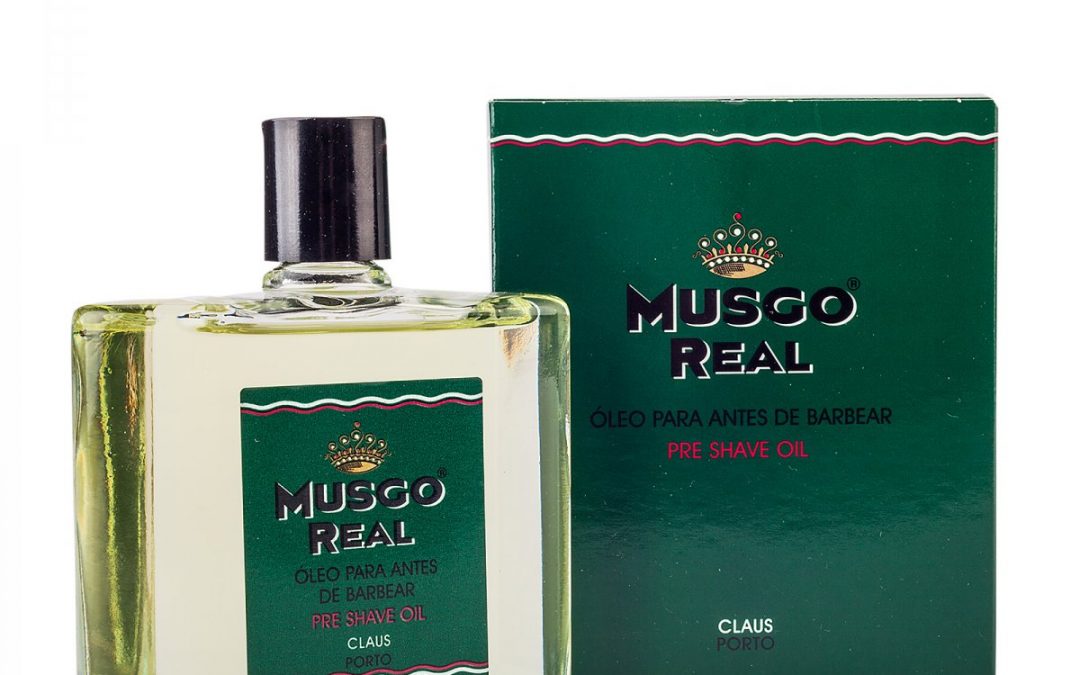 MUSGO®
REAL
ÓLEO PARA ANTES
DE BARBEAR
PRE SHAVE OIL
CLAUS
PORTO
MUSGO®
REAL
ÓLEO PARA ANTES DE BARBEAR
PRE SHAVE OIL
CLAUS
PORTO